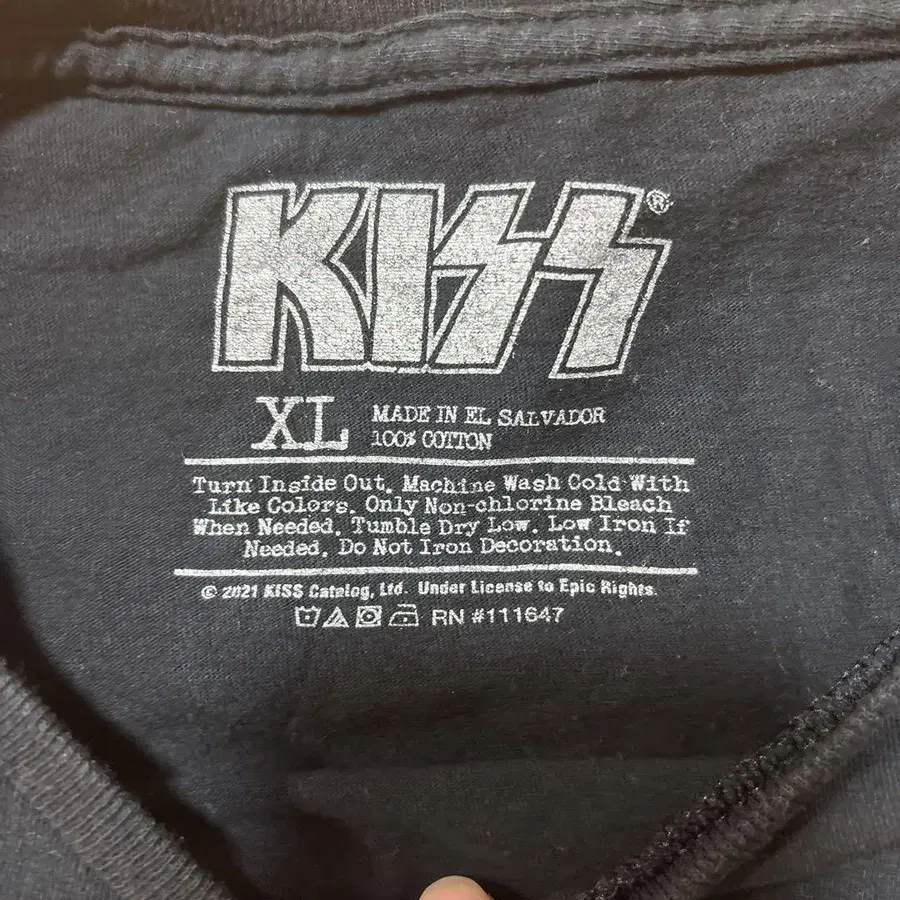 KISS®
XL
MADE IN EL SALVADOR
100% COTTON
Turn Inside Out. Machine Wash Cold With
Like Colors. Only Non-chlorine Bleach
When Needed. Tumble Dry Low. Low Iron If
Needed. Do Not Iron Decoration.
© 2021 KISS Catalog, Ltd. Under License to Epic Rights.
RN #111647